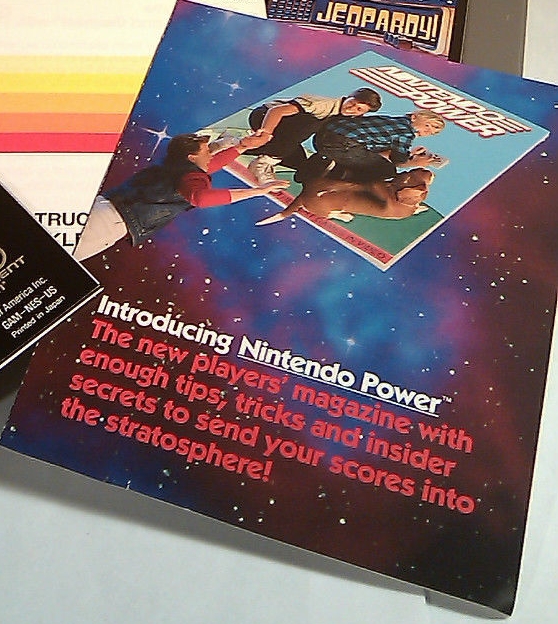 JEOPARDY!
NINTENDO
POWER
TRUC
America Inc.
GAM-NES-US
Printed in Japan
Introducing Nintendo Power™
The new players' magazine with
enough tips, tricks and insider
secrets to send your scores into
the stratosphere!